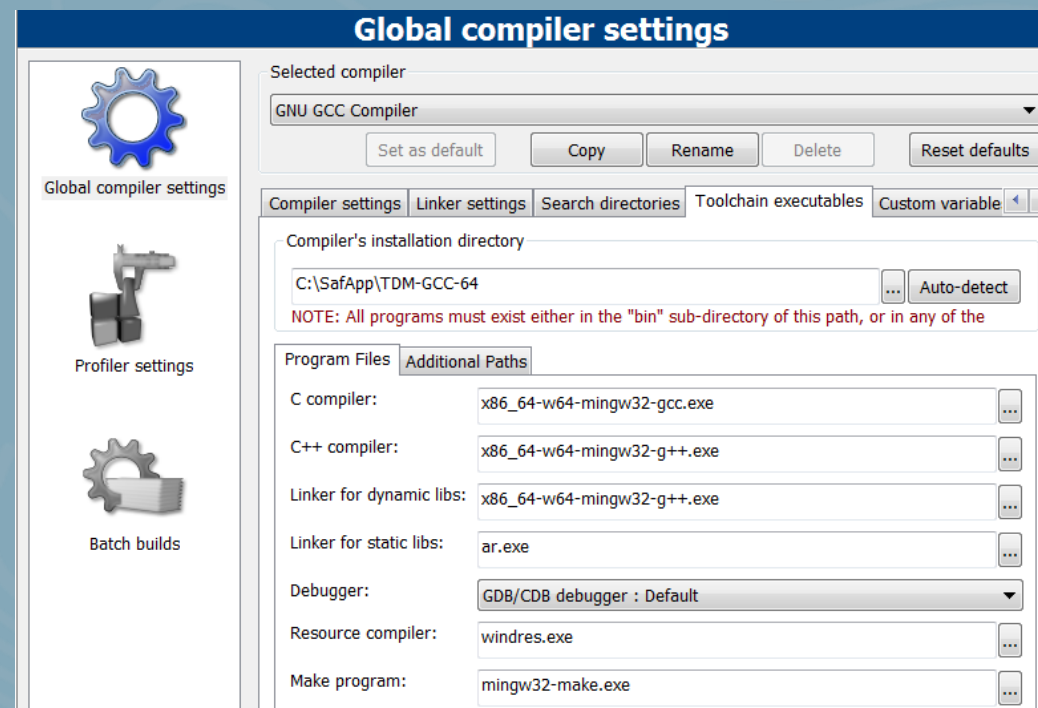 Global compiler settings
Selected compiler
GNU GCC Compiler
Set as default Copy Rename Delete Reset defaults
Global compiler settings
Compiler settings Linker settings Search directories Toolchain executables Custom variable
Compiler's installation directory
C:\SafApp\TDM-GCC-64 ... Auto-detect
NOTE: All programs must exist either in the "bin" sub-directory of this path, or in any of the
Profiler settings
Program Files Additional Paths
C compiler: x86_64-w64-mingw32-gcc.exe ...
C++ compiler: x86_64-w64-mingw32-g++.exe ...
Linker for dynamic libs: x86_64-w64-mingw32-g++.exe ...
Batch builds
Linker for static libs: ar.exe ...
Debugger: GDB/CDB debugger : Default
Resource compiler: windres.exe ...
Make program: mingw32-make.exe ...